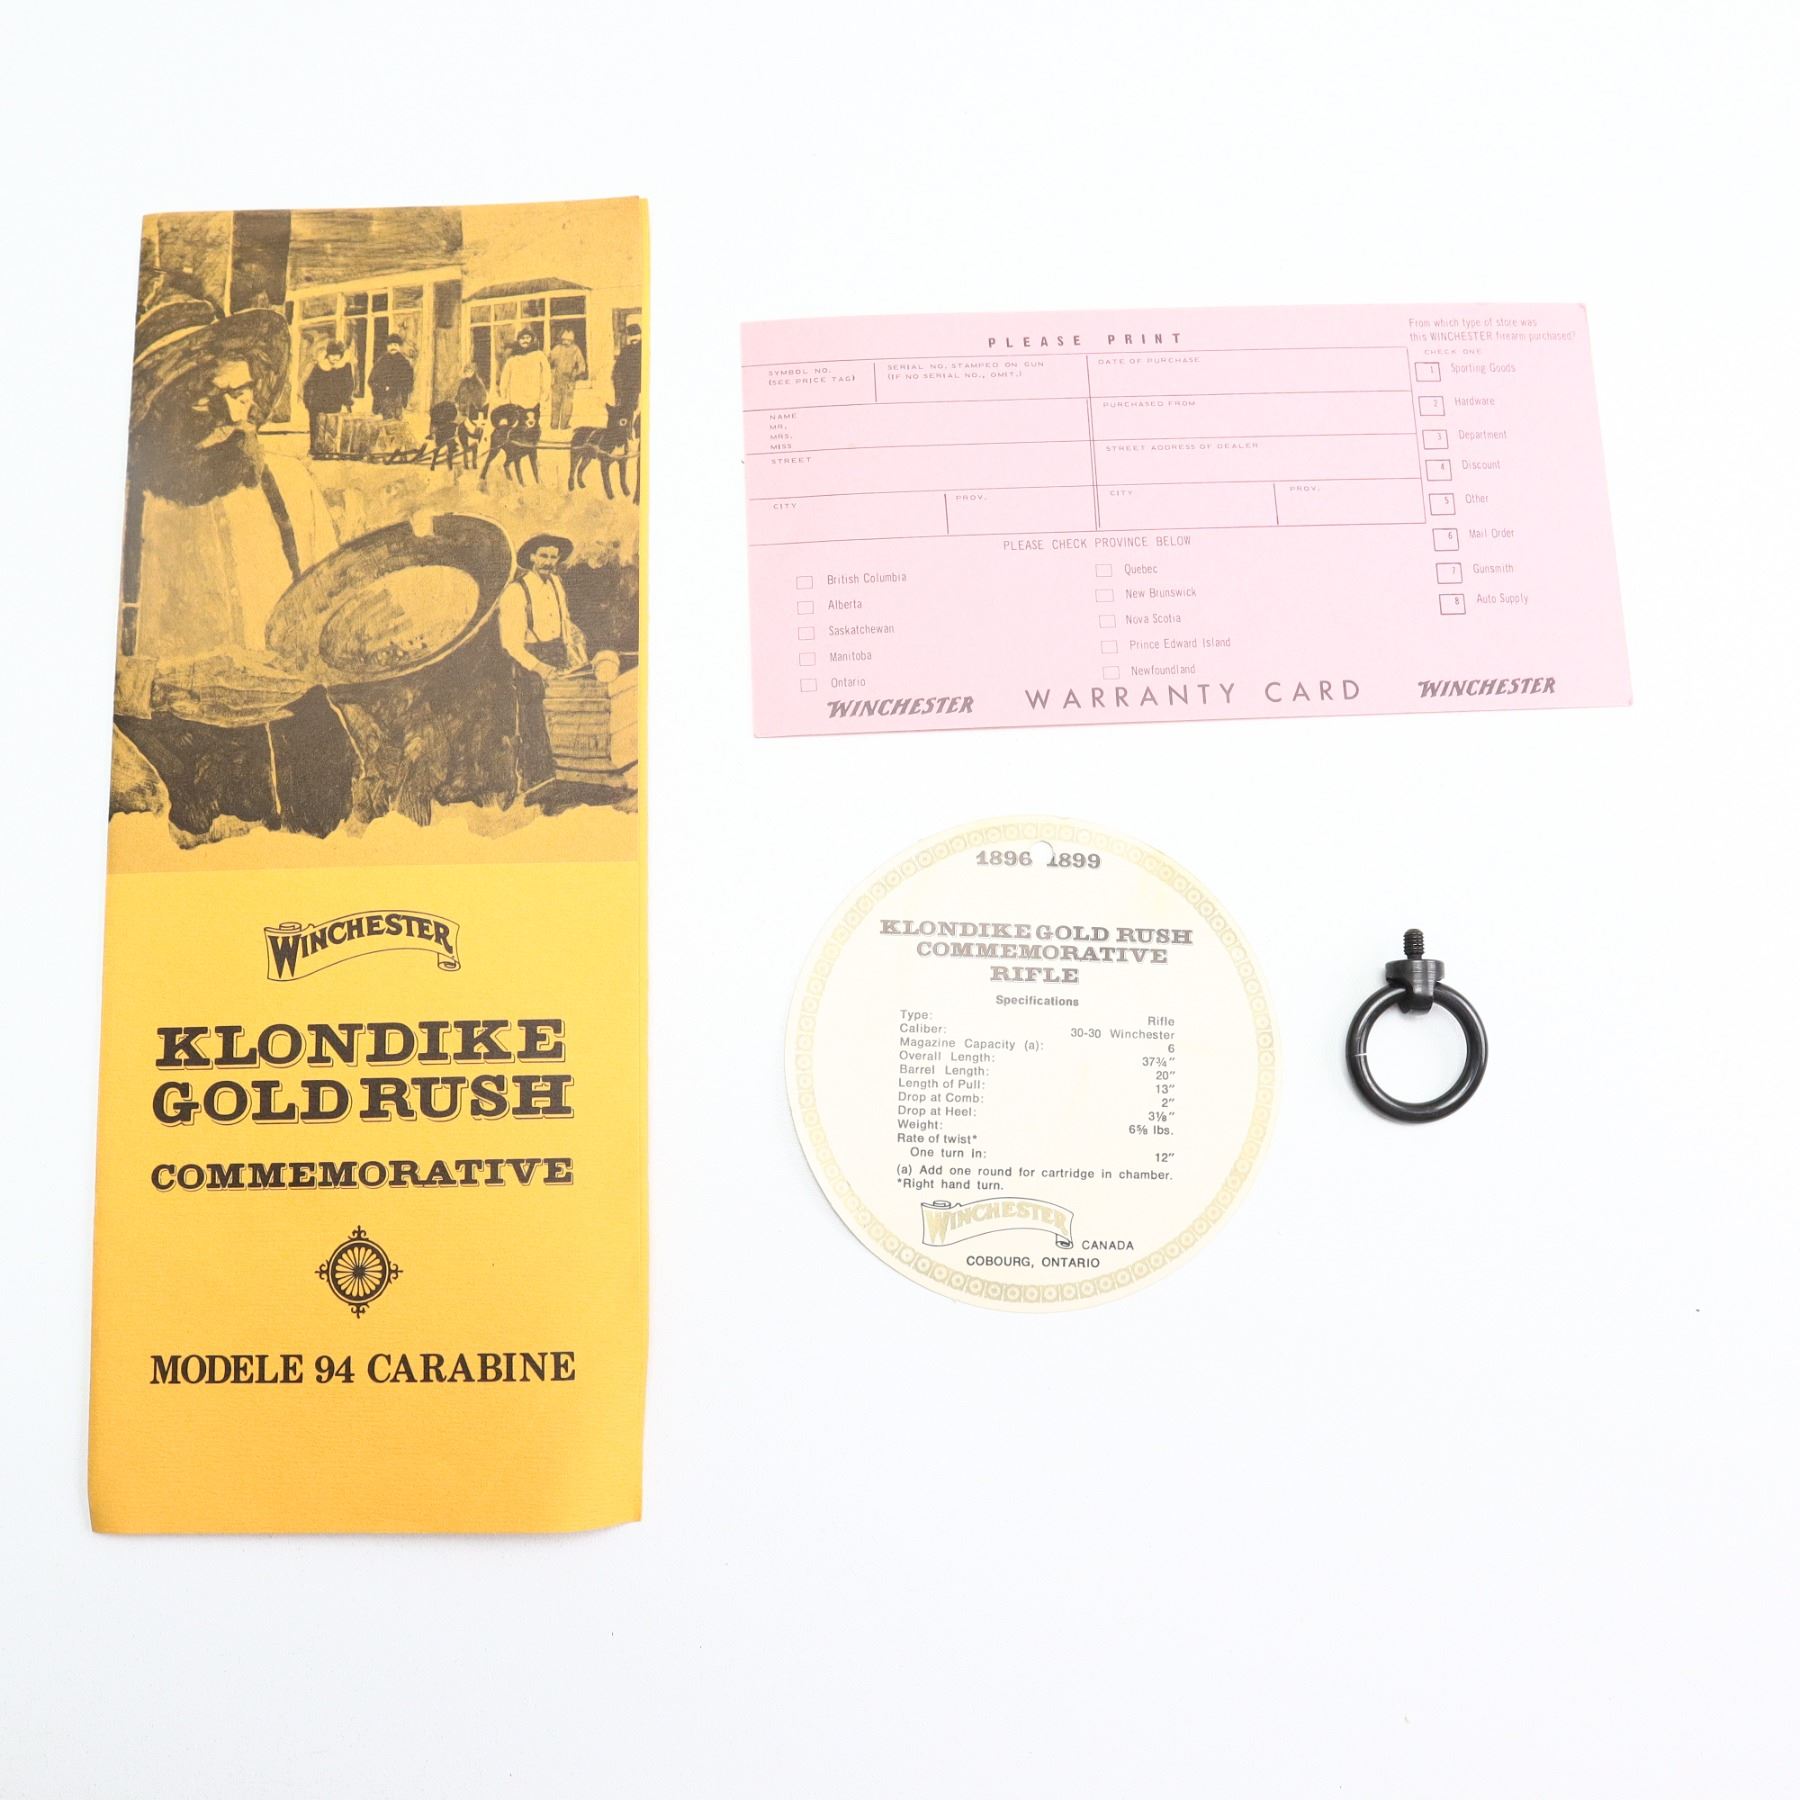 WINCHESTER
KLONDIKE
GOLD RUSH
COMMEMORATIVE
MODELE 94 CARABINE
PLEASE PRINT
SYMBOL NO.
(SEE PRICE TAG)
SERIAL NO. STAMPED ON GUN
(IF NO SERIAL NO., OMIT.)
DATE OF PURCHASE
NAME
MR.
MRS.
MISS
PURCHASED FROM
STREET
STREET ADDRESS OF DEALER
CITY
PROV.
CITY
PROV.
From which type of store was
this WINCHESTER firearm purchased?
CHECK ONE
1 Sporting Goods
2 Hardware
3 Department
4 Discount
5 Other
6 Mail Order
7 Gunsmith
8 Auto Supply
PLEASE CHECK PROVINCE BELOW
British Columbia
Alberta
Saskatchewan
Manitoba
Ontario
Quebec
New Brunswick
Nova Scotia
Prince Edward Island
Newfoundland
WINCHESTER WARRANTY CARD WINCHESTER
1896 1899
KLONDIKE GOLD RUSH
COMMEMORATIVE
RIFLE
Specifications
Type: Rifle
Caliber: 30-30 Winchester
Magazine Capacity (a): 6
Overall Length: 37¾"
Barrel Length: 20"
Length of Pull: 13"
Drop at Comb: 2"
Drop at Heel: 3⅛"
Weight: 6⅝ lbs.
Rate of twist*
One turn in: 12"
(a) Add one round for cartridge in chamber.
*Right hand turn.
WINCHESTER CANADA
COBOURG, ONTARIO